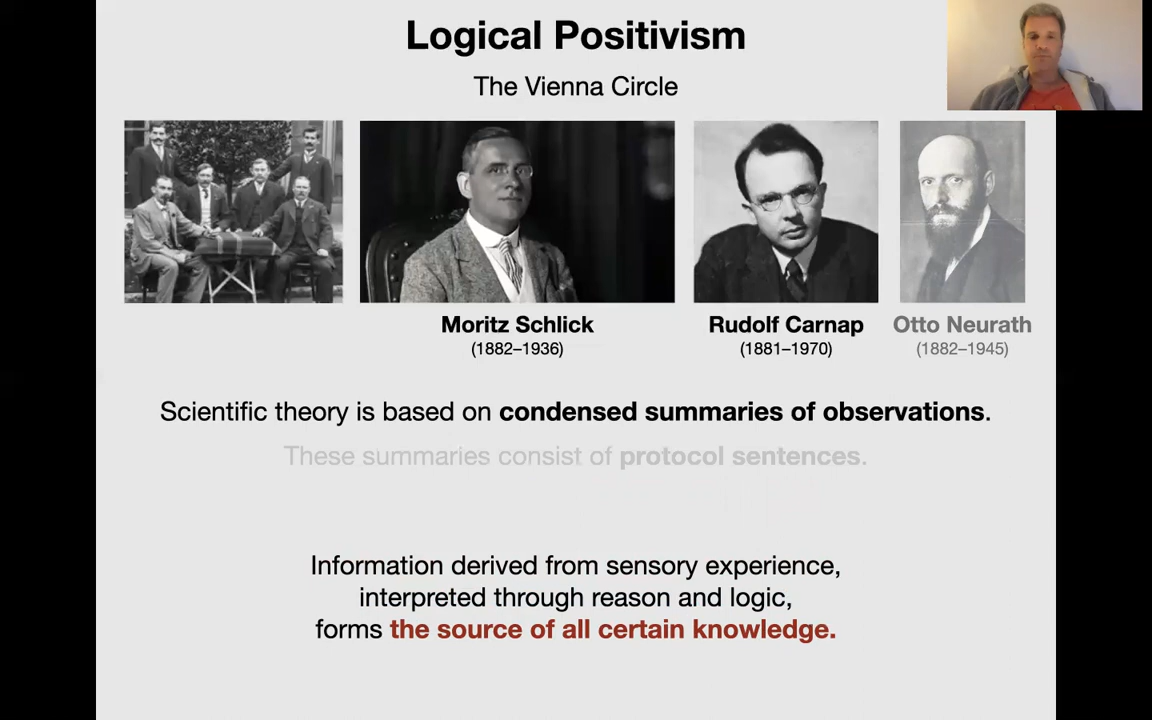 Logical Positivism
The Vienna Circle
Moritz Schlick
(1882–1936)
Rudolf Carnap
(1881–1970)
Otto Neurath
(1882–1945)
Scientific theory is based on condensed summaries of observations.
These summaries consist of protocol sentences.
Information derived from sensory experience,
interpreted through reason and logic,
forms the source of all certain knowledge.